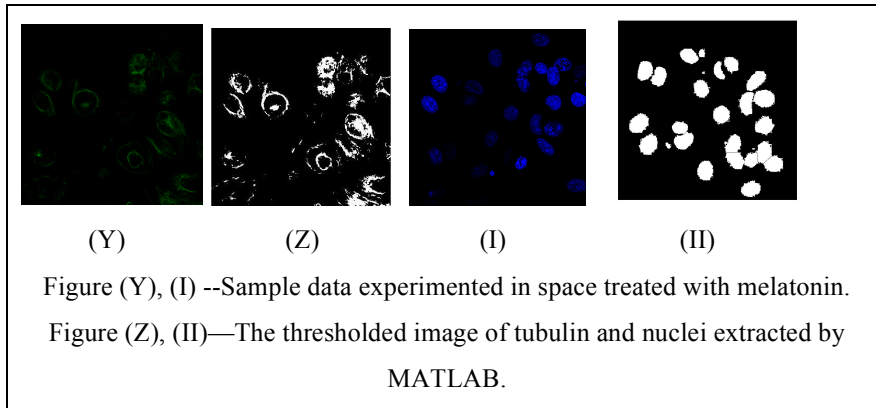 (Y) (Z) (I) (II)
Figure (Y), (I) --Sample data experimented in space treated with melatonin.
Figure (Z), (II)—The thresholded image of tubulin and nuclei extracted by
MATLAB.